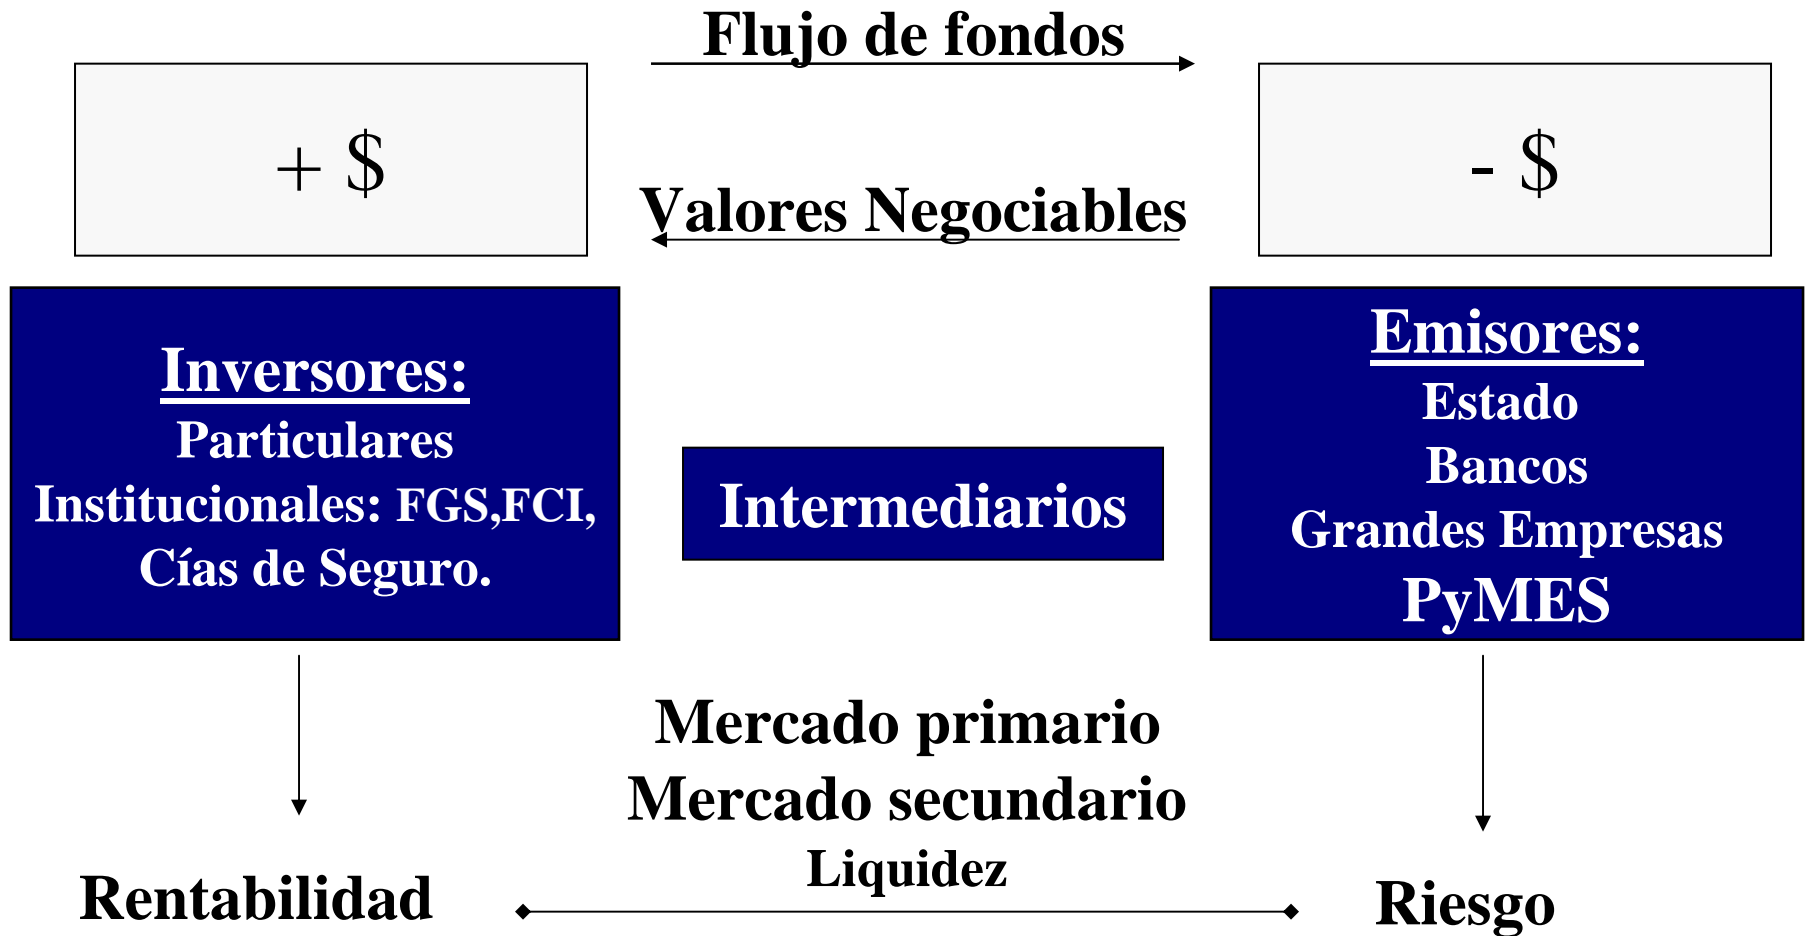 Flujo de fondos
+ $
- $
Valores Negociables
Inversores:
Particulares
Institucionales: FGS,FCI,
Cías de Seguro.
Intermediarios
Emisores:
Estado
Bancos
Grandes Empresas
PyMES
Mercado primario
Mercado secundario
Liquidez
Rentabilidad
Riesgo